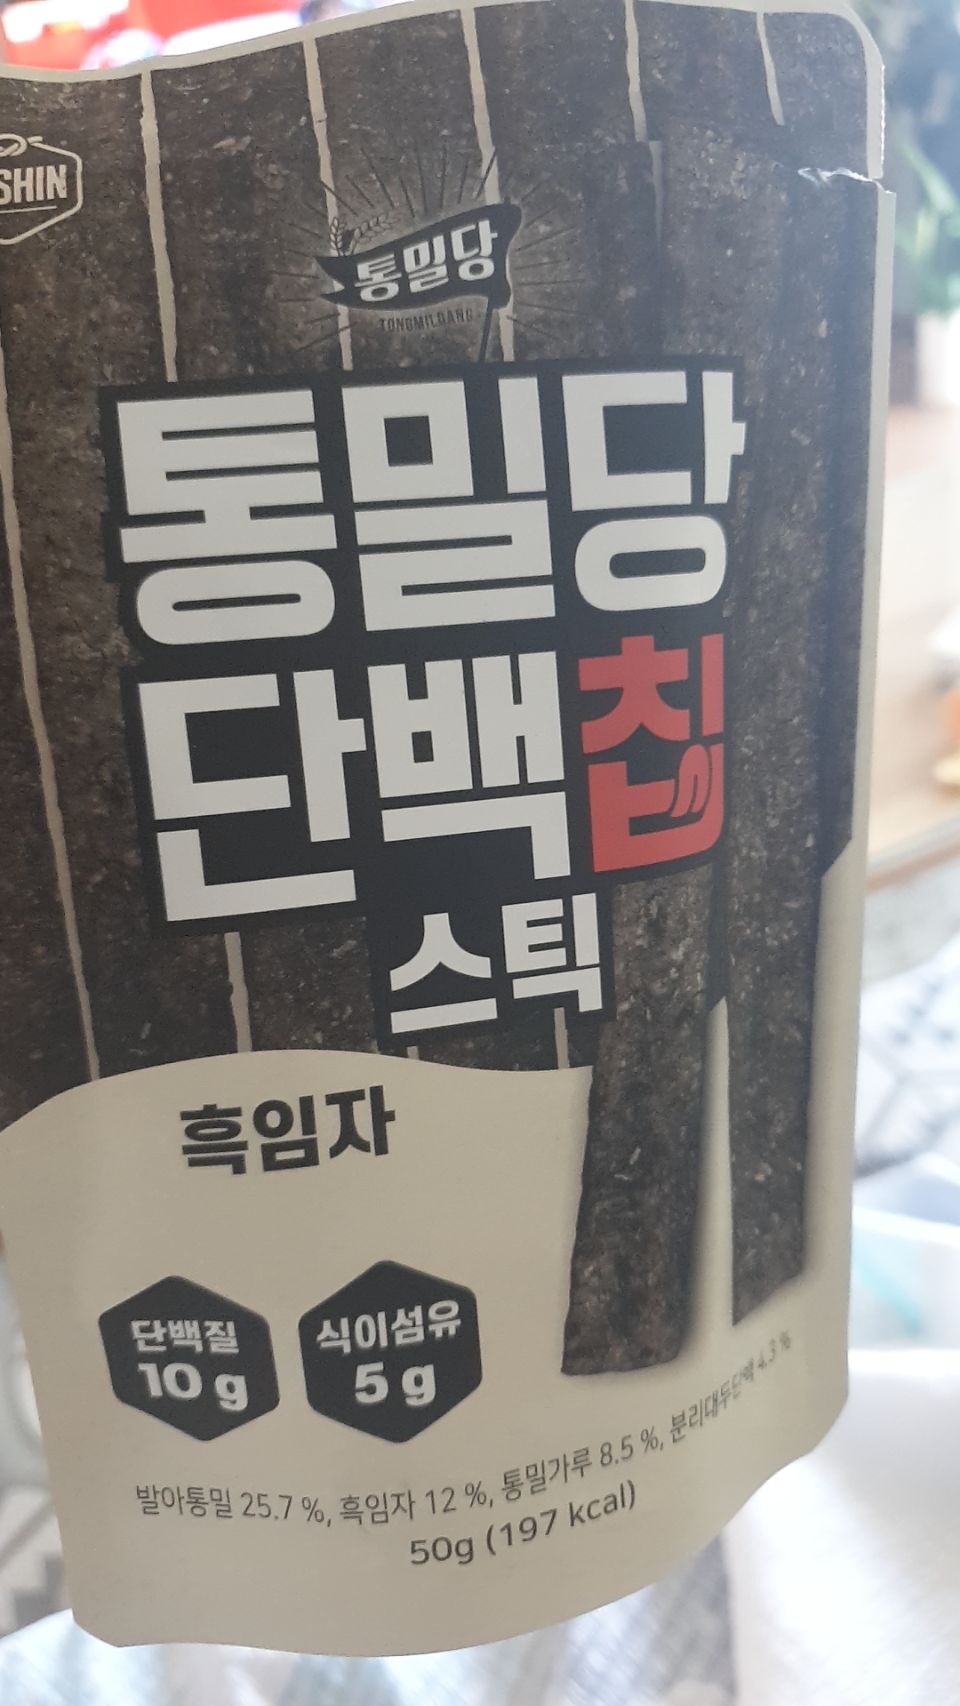 SHIN
통밀당
TONGMILDANG
통밀당
단백칩
스틱
흑임자
단백질
10 g
식이섬유
5 g
발아통밀 25.7 %, 흑임자 12 %, 통밀가루 8.5 %, 분리대두단백 4.3 %
50g (197 kcal)